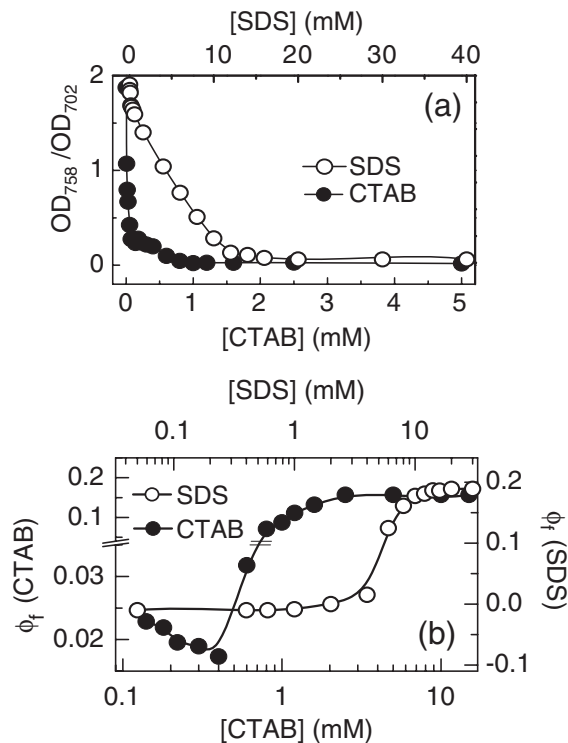 [SDS] (mM)
0 10 20 30 40
2
(a)
SDS
CTAB
1
0
OD758 /OD702
0 1 2 3 4 5
[CTAB] (mM)
[SDS] (mM)
0.1 1 10
0.2
0.15
SDS
0.05
CTAB
0.1
0.03
0.0
0.02
(b)
-0.1
ϕf (CTAB)
ϕf (SDS)
0.1 1 10
[CTAB] (mM)